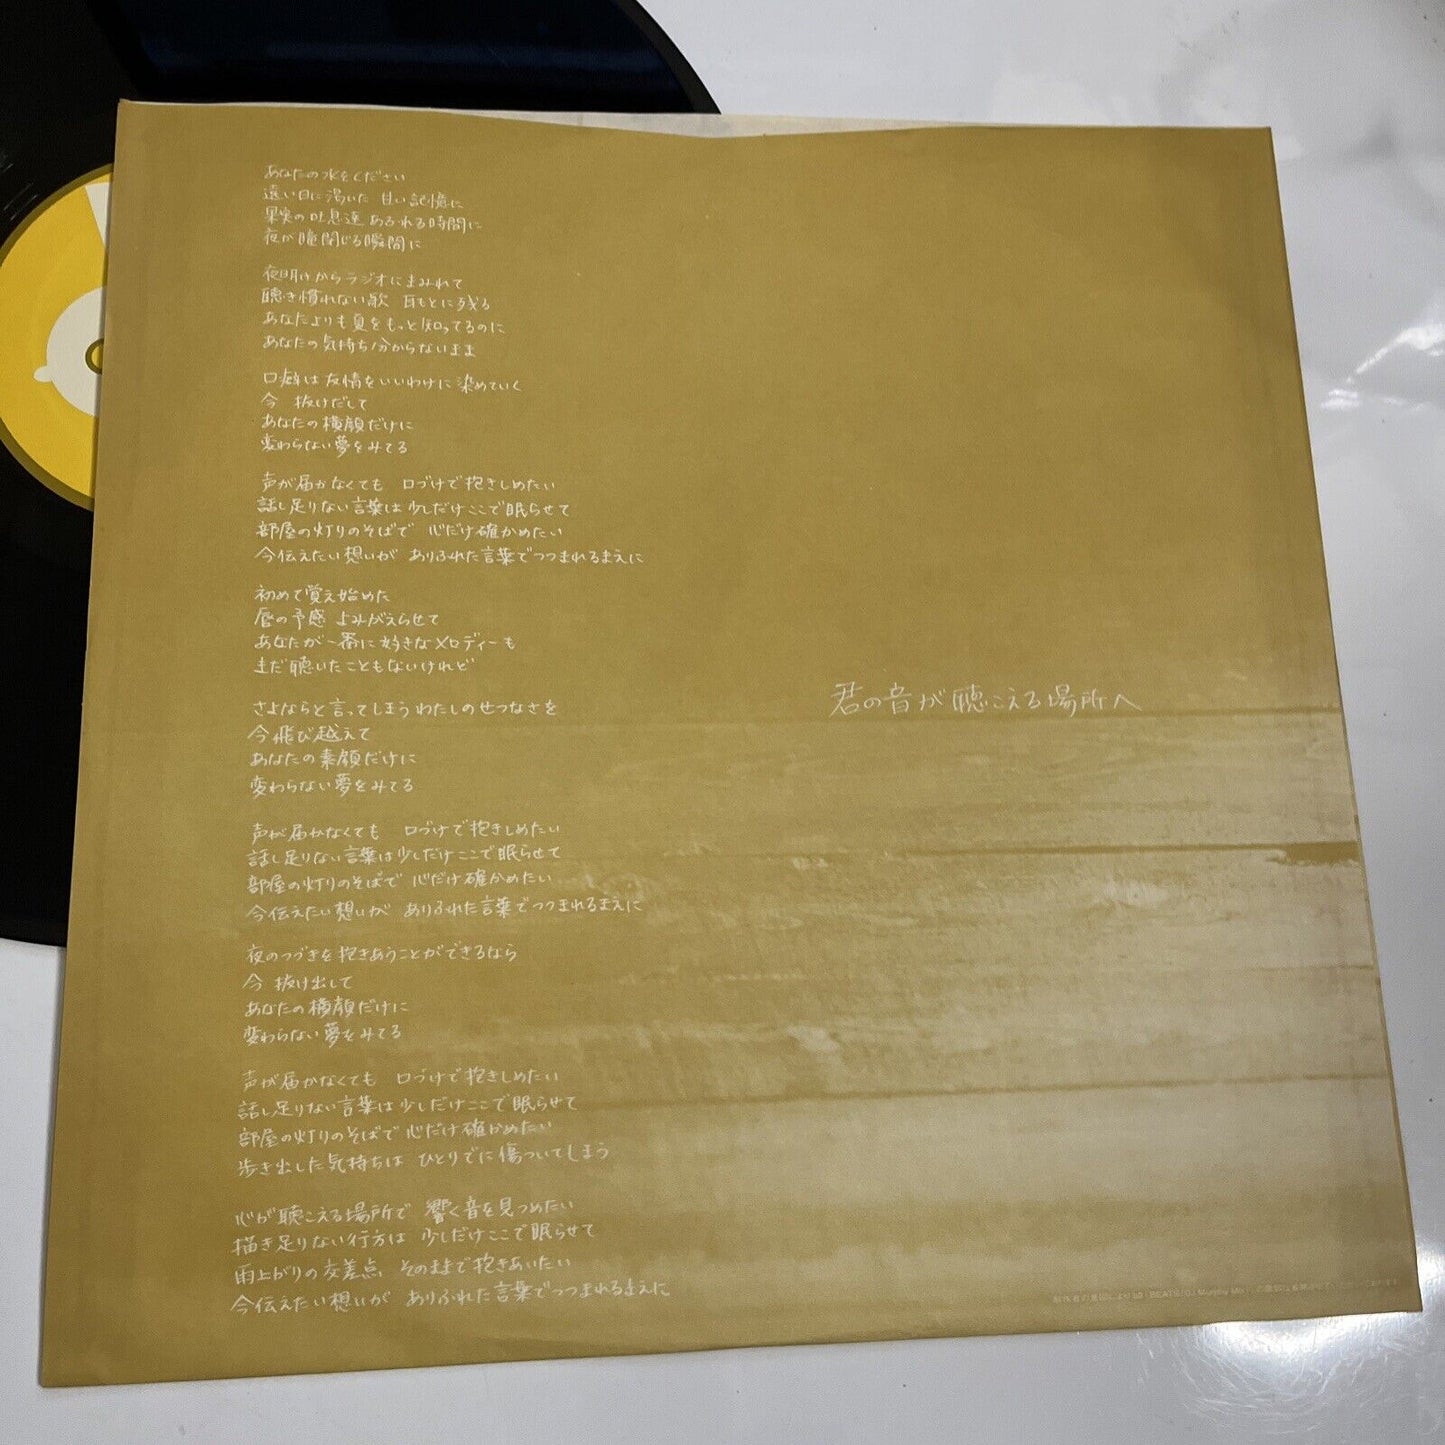 あなたの水をください
遠い日に渇いた 甘い記憶に
果実の吐息達 あふれる時間に
夜が瞳閉じる瞬間に
夜明けからラジオにまみれて
聴き慣れない歌 耳もとに残る
あなたよりも夏をもっと知ってるのに
あなたの気持ち分からないまま
口癖は友情をいいわけに染めていく
今 抜けだして
あなたの横顔だけに
変わらない夢をみてる
声が届かなくても 口づけで抱きしめたい
話し足りない言葉は少しだけここで眠らせて
部屋の灯りのそばで 心だけ確かめたい
今伝えたい想いが ありふれた言葉でつつまれるまえに
初めて覚え始めた
唇の予感 よみがえらせて
あなたが一番に好きなメロディーも
まだ聴いたこともないけれど
さよならと言ってしまうわたしのせつなさを
今飛び越えて
あなたの素顔だけに
変わらない夢をみてる
声が届かなくても 口づけで抱きしめたい
話し足りない言葉は少しだけここで眠らせて
部屋の灯りのそばで 心だけ確かめたい
今伝えたい想いが ありふれた言葉でつつまれるまえに
夜のつづきを抱きあうことができるなら
今 抜け出して
あなたの横顔だけに
変わらない夢をみてる
声が届かなくても 口づけで抱きしめたい
話し足りない言葉は少しだけここで眠らせて
部屋の灯りのそばで 心だけ確かめたい
歩き出した気持ちは ひとりでに傷ついてしまう
心が聴こえる場所で 響く音を見つめたい
描き足りない行方は 少しだけここで眠らせて
雨上がりの交差点 そのままで抱きあいたい
今伝えたい想いが ありふれた言葉でつつまれるまえに
君の音が聴こえる場所へ